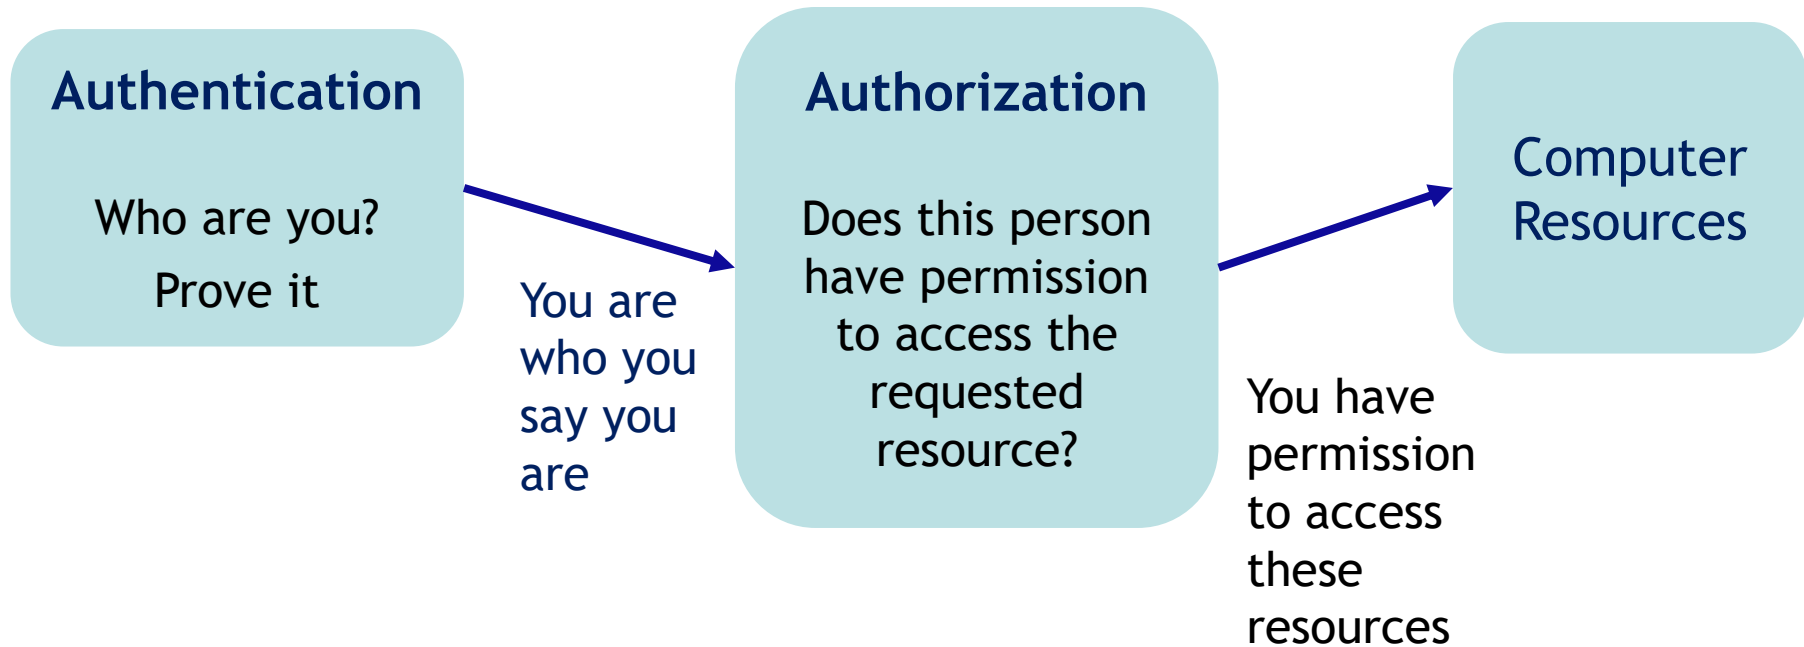 Authentication
Who are you?
Prove it
You are
who you
say you
are
Authorization
Does this person
have permission
to access the
requested
resource?
You have
permission
to access
these
resources
Computer
Resources